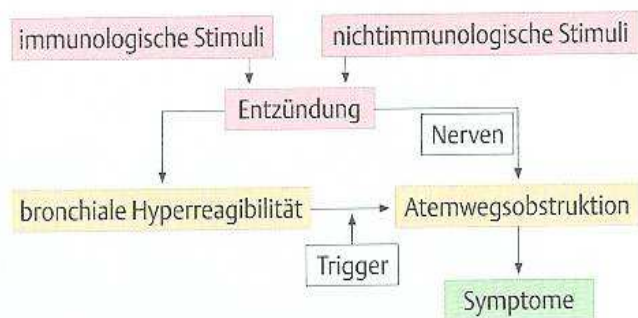 immunologische Stimuli
nichtimmunologische Stimuli
Entzündung
Nerven
bronchiale Hyperreagibilität
Atemwegsobstruktion
Trigger
Symptome